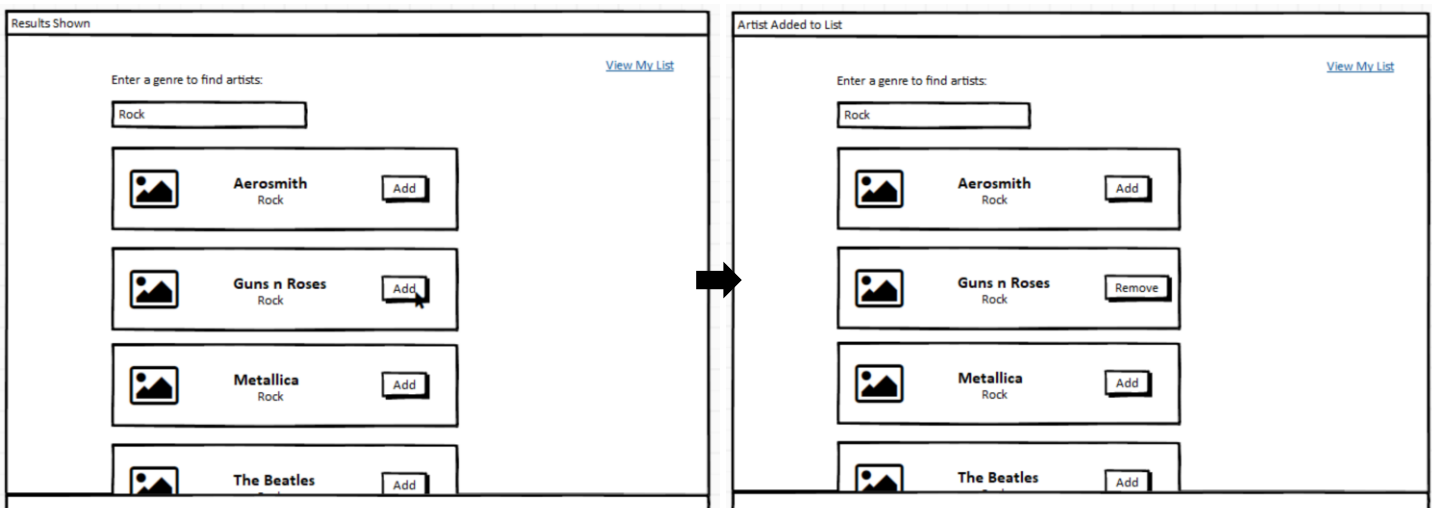 Results Shown
View My List
Enter a genre to find artists:
Rock
Aerosmith
Rock
Add
Guns n Roses
Rock
Add
Metallica
Rock
Add
The Beatles
Add
Artist Added to List
View My List
Enter a genre to find artists:
Rock
Aerosmith
Rock
Add
Guns n Roses
Rock
Remove
Metallica
Rock
Add
The Beatles
Add